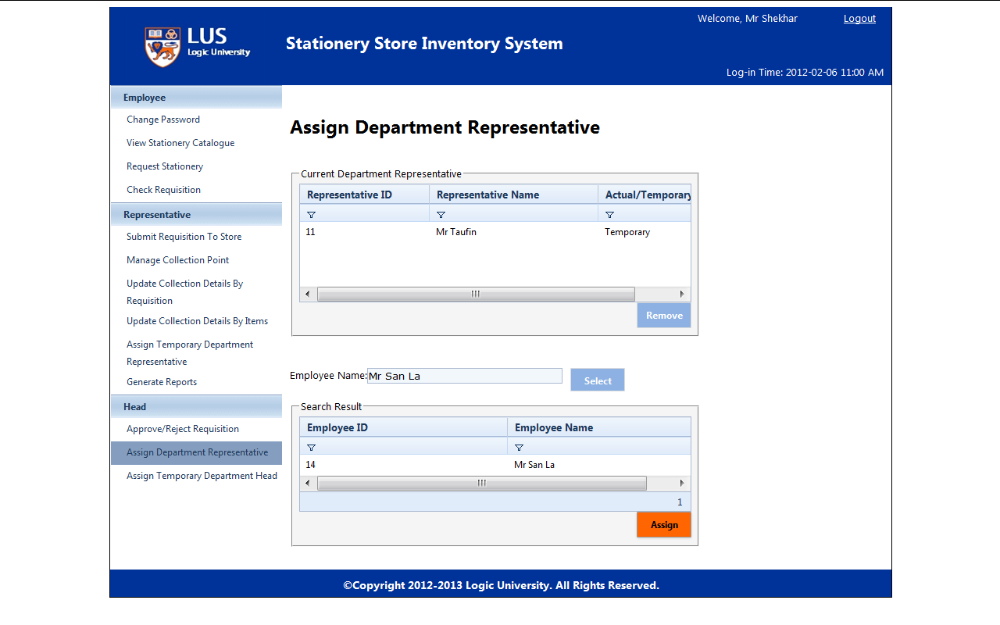 Welcome, Mr Shekhar
Logout
LUS
Logic University
Stationery Store Inventory System
Log-in Time: 2012-02-06 11:00 AM
Employee
Change Password
View Stationery Catalogue
Request Stationery
Check Requisition
Representative
Submit Requisition To Store
Manage Collection Point
Update Collection Details By
Requisition
Update Collection Details By Items
Assign Temporary Department
Representative
Generate Reports
Head
Approve/Reject Requisition
Assign Department Representative
Assign Temporary Department Head
Assign Department Representative
Current Department Representative
Representative ID Representative Name Actual/Temporary
11 Mr Taufin Temporary
Remove
Employee Name: Mr San La Select
Search Result
Employee ID Employee Name
14 Mr San La
1
Assign
©Copyright 2012-2013 Logic University. All Rights Reserved.